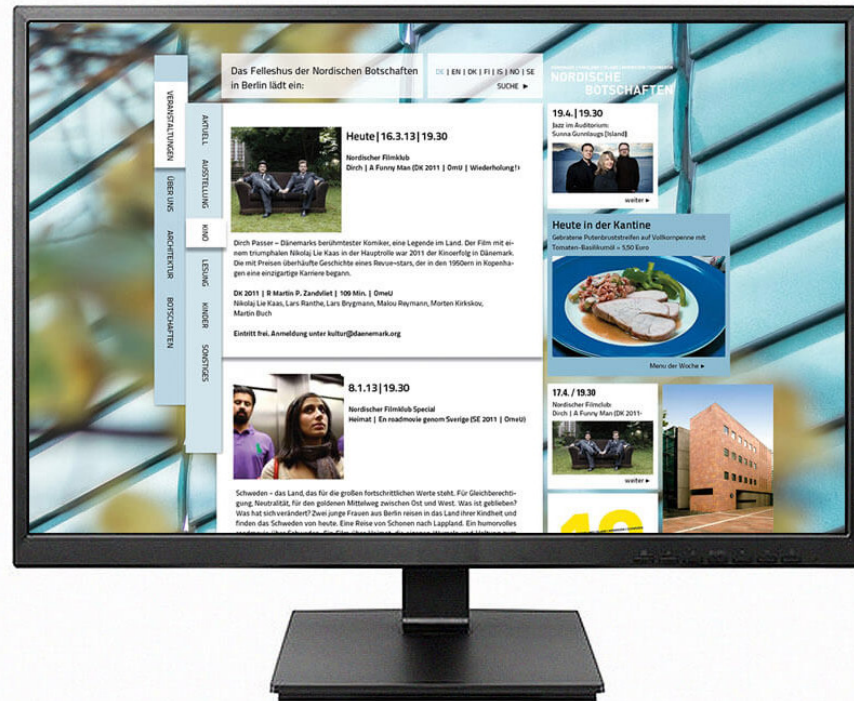 Das Felleshus der Nordischen Botschaften
in Berlin lädt ein:
DE | EN | DK | FI | IS | NO | SE
SUCHE ►
NORDISCHE
BOTSCHAFTEN
VERANSTALTUNGEN
ÜBER UNS
ARCHITEKTUR
BOTSCHAFTEN
AKTUELL
AUSSTELLUNG
KINO
LESUNG
KINDER
SONSTIGES
Heute|16.3.13|19.30
Nordischer Filmklub
Dirch | A Funny Man (DK 2011 | OmU | Wiederholung!)
Dirch Passer – Dänemarks berühmtester Komiker, eine Legende im Land. Der Film mit ei-
nem triumphalen Nikolaj Lie Kaas in der Hauptrolle war 2011 der Kinoerfolg in Dänemark.
Die mit Preisen überhäufte Geschichte eines Revue-stars, der in den 1950ern in Kopenha-
gen eine einzigartige Karriere begann.
DK 2011 | R Martin P. Zandvliet | 109 Min. | OmeU
Nikolaj Lie Kaas, Lars Ranthe, Lars Brygmann, Malou Reymann, Morten Kirkskov,
Martin Buch
Eintritt frei. Anmeldung unter kultur@daenemark.org
8.1.13|19.30
Nordischer Filmklub Special
Heimat | En roadmovie genom Sverige (SE 2011 | OmeU)
Schweden – das Land, das für die großen fortschrittlichen Werte steht. Für Gleichberechti-
gung, Neutralität, für den goldenen Mittelweg zwischen Ost und West. Was ist geblieben?
Was hat sich verändert? Zwei junge Frauen aus Berlin reisen in das Land ihrer Kindheit und
finden das Schweden von heute. Eine Reise von Schonen nach Lappland. Ein humorvolles
19.4.| 19.30
Jazz im Auditorium:
Sunna Gunnlaugs (Island)
weiter ►
Heute in der Kantine
Gebratene Putenbruststreifen auf Vollkornpenne mit
Tomaten-Basilikumöl = 5,50 Euro
Menu der Woche ►
17.4. / 19.30
Nordischer Filmclub:
Dirch | A Funny Man (DK 2011-
weiter ►